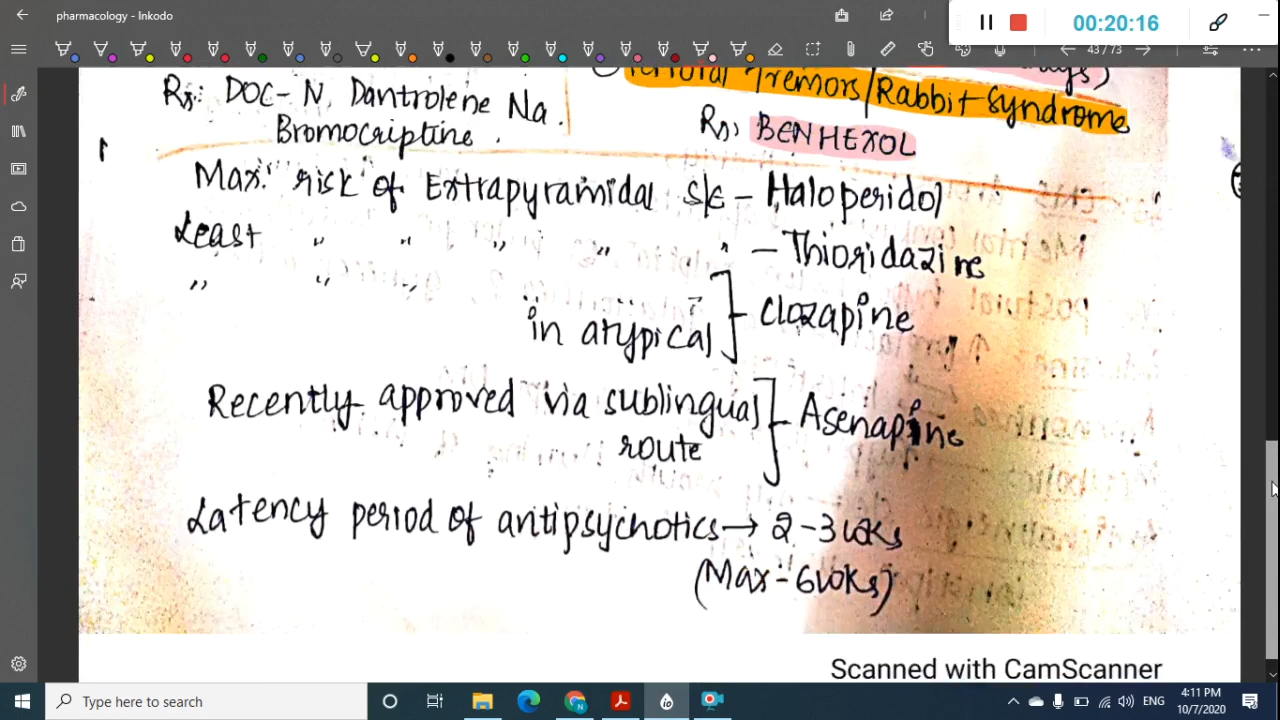 pharmacology - Inkodo
00:20:16
43 / 73
Tremors/Rabbit Syndrome
Rx: DOC-N, Dantrolene Na.
Bromocriptine.
Rx, BENHEXOL
Max. risk of Extrapyramidal s/c - Haloperidol
Least " " " " " - Thioridazine
" " "
in atypical] - Clozapine
Recently approved via sublingual
route] - Asenapine
Latency period of antipsychotics → 2-3 wks
(Max - 6 wks)
Scanned with CamScanner
Type here to search
ENG
4:11 PM
10/7/2020